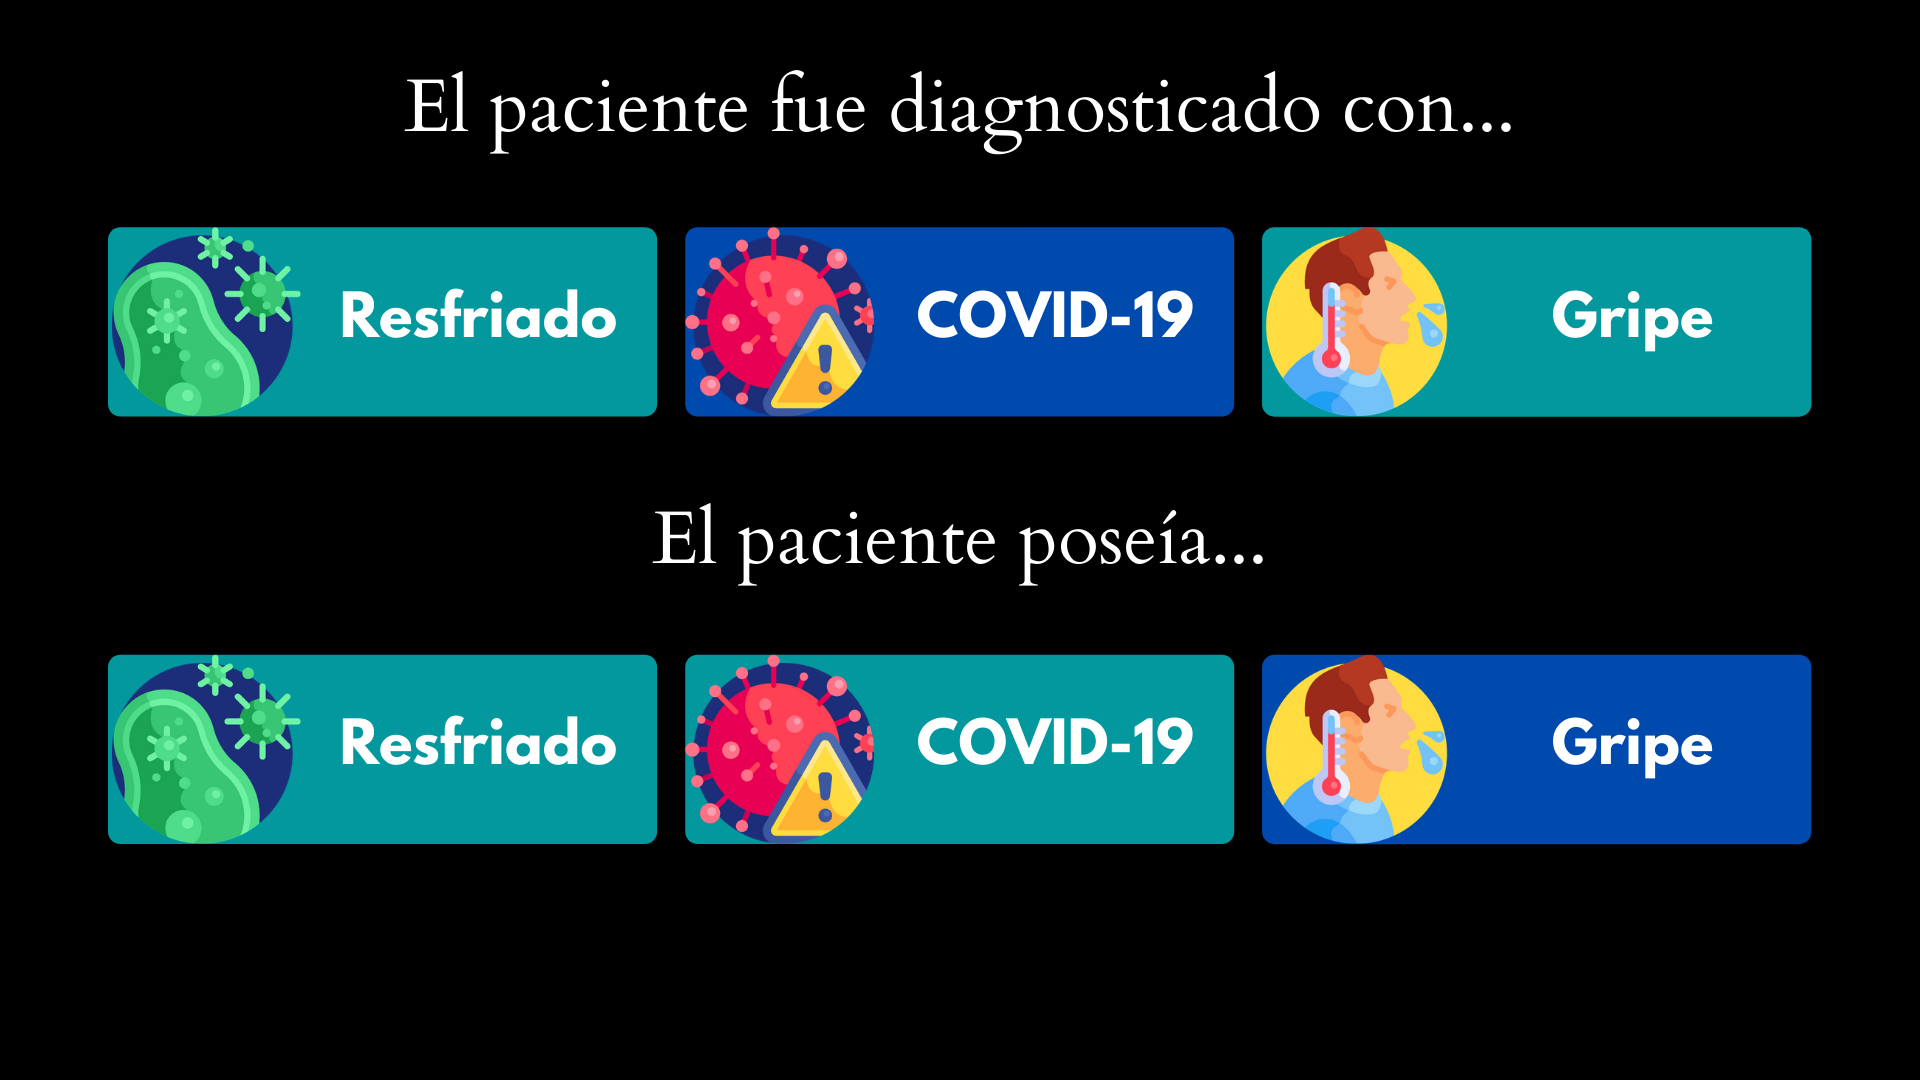 El paciente fue diagnosticado con...
Resfriado
COVID-19
Gripe
El paciente poseía...
Resfriado
COVID-19
Gripe